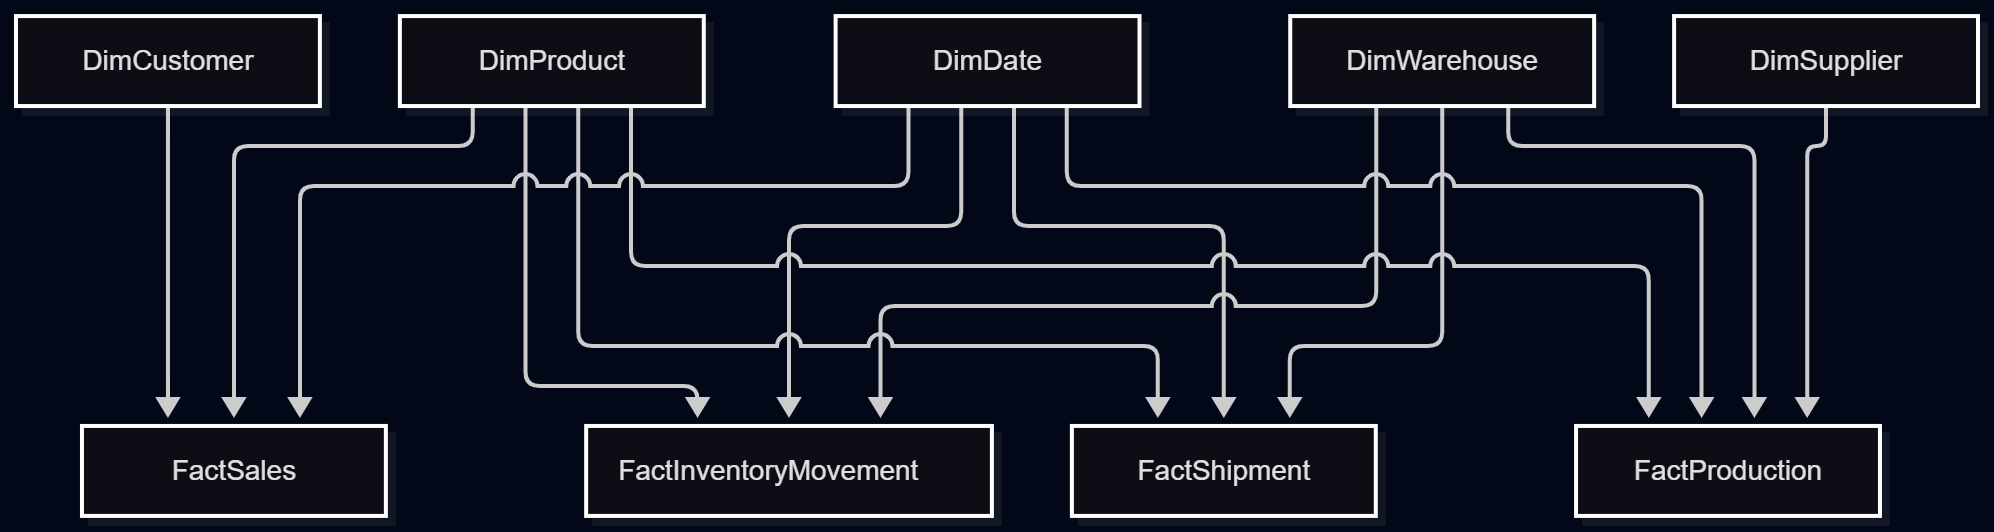 DimCustomer
DimProduct
DimDate
DimWarehouse
DimSupplier
FactSales
FactInventoryMovement
FactShipment
FactProduction